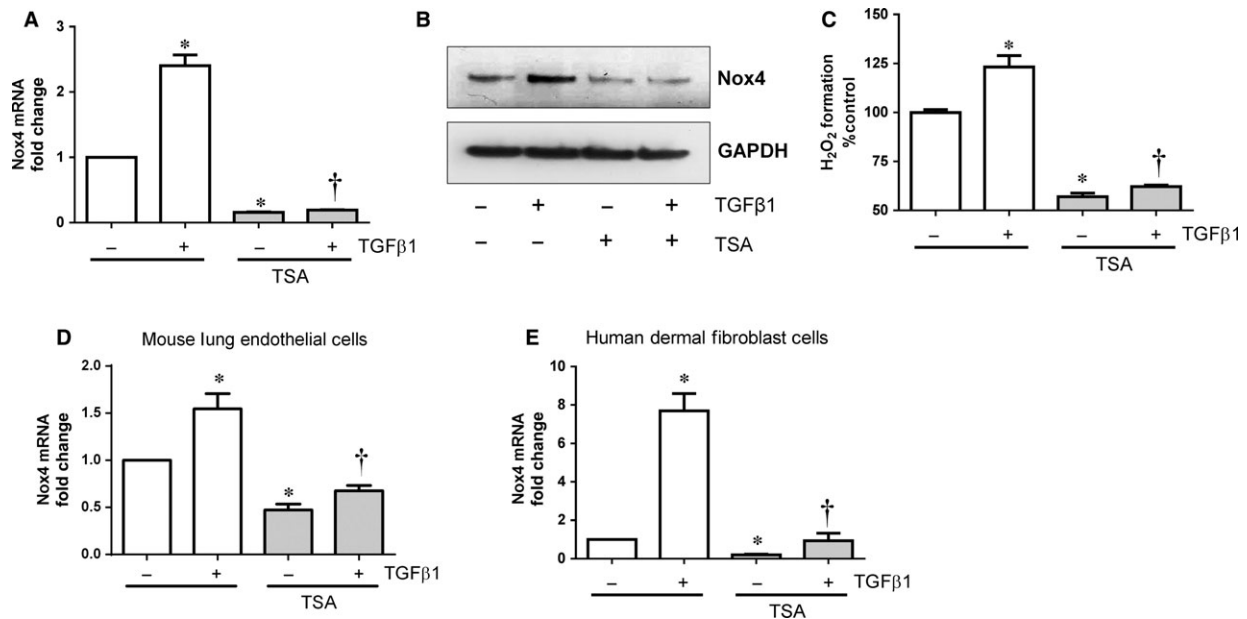 A
Nox4 mRNA
fold change
3
2
1
0
*
*
†
– + – + TGFβ1
TSA
B
Nox4
GAPDH
– + – + TGFβ1
– – + + TSA
C
H₂O₂ formation
%control
125
100
75
50
*
*
†
– + – + TGFβ1
TSA
D
Mouse lung endothelial cells
Nox4 mRNA
fold change
2.0
1.5
1.0
0.5
0.0
*
*
†
– + – + TGFβ1
TSA
E
Human dermal fibroblast cells
Nox4 mRNA
fold change
10
8
6
4
2
0
*
*
†
– + – + TGFβ1
TSA